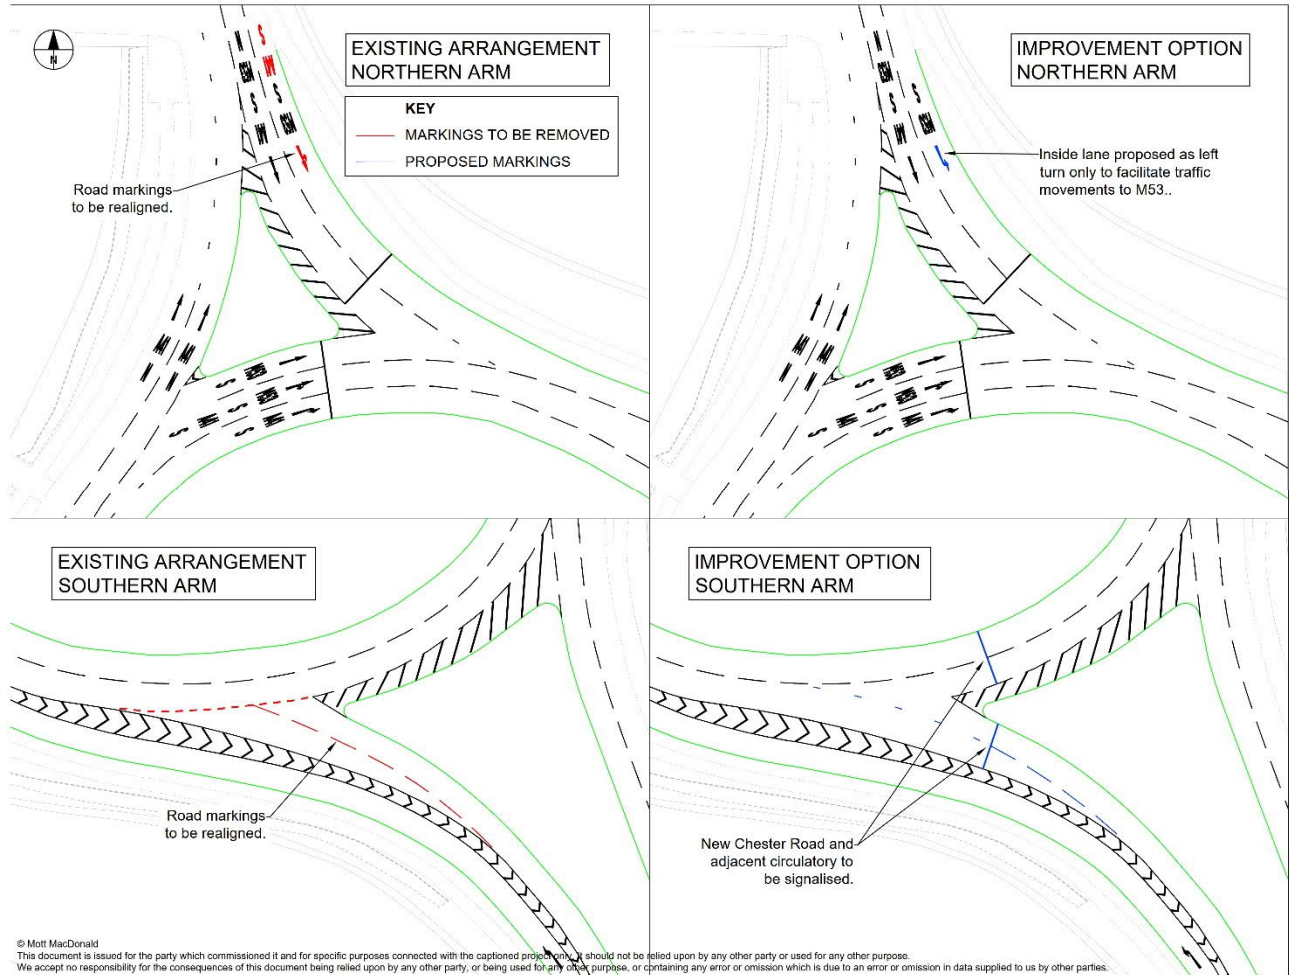 N
EXISTING ARRANGEMENT
NORTHERN ARM
KEY
MARKINGS TO BE REMOVED
PROPOSED MARKINGS
Road markings
to be realigned.
IMPROVEMENT OPTION
NORTHERN ARM
Inside lane proposed as left
turn only to facilitate traffic
movements to M53..
EXISTING ARRANGEMENT
SOUTHERN ARM
Road markings
to be realigned.
IMPROVEMENT OPTION
SOUTHERN ARM
New Chester Road and
adjacent circulatory to
be signalised.
© Mott MacDonald
This document is issued for the party which commissioned it and for specific purposes connected with the captioned project only. It should not be relied upon by any other party or used for any other purpose.
We accept no responsibility for the consequences of this document being relied upon by any other party, or being used for any other purpose, or containing any error or omission which is due to an error or omission in data supplied to us by other parties.